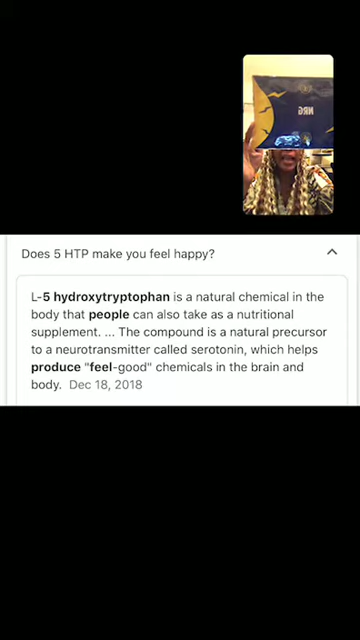 NRG
Does 5 HTP make you feel happy?
L-5 hydroxytryptophan is a natural chemical in the
body that people can also take as a nutritional
supplement. ... The compound is a natural precursor
to a neurotransmitter called serotonin, which helps
produce "feel-good" chemicals in the brain and
body. Dec 18, 2018